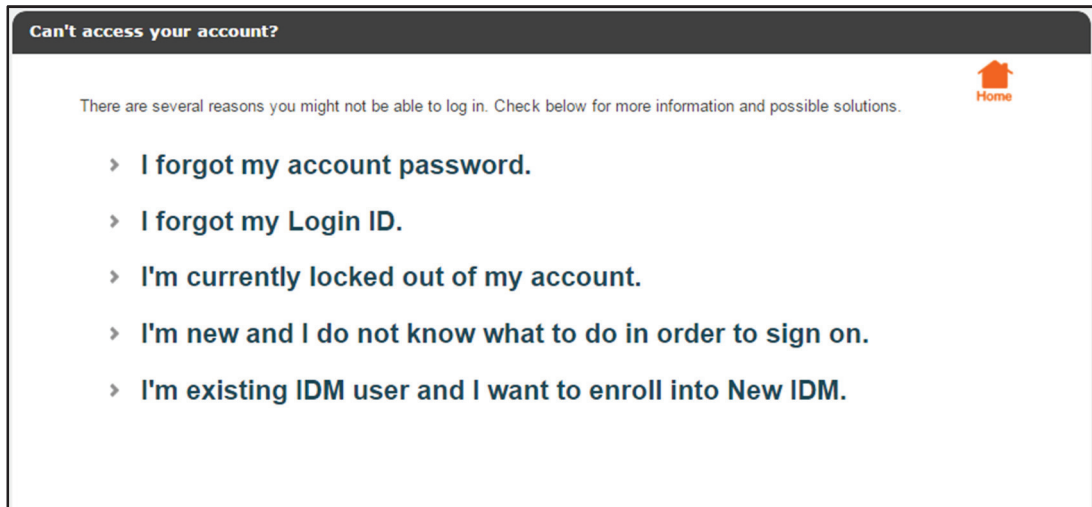 Can't access your account?
Home
There are several reasons you might not be able to log in. Check below for more information and possible solutions.
I forgot my account password.
I forgot my Login ID.
I'm currently locked out of my account.
I'm new and I do not know what to do in order to sign on.
I'm existing IDM user and I want to enroll into New IDM.